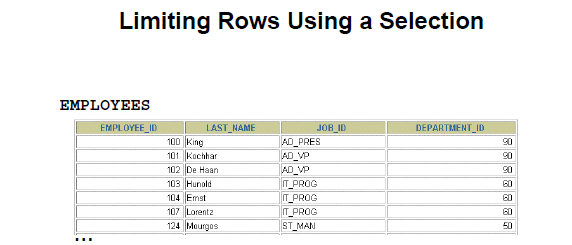 Limiting Rows Using a Selection
EMPLOYEES
EMPLOYEE_ID LAST_NAME JOB_ID DEPARTMENT_ID
100 King AD_PRES 90
101 Kochhar AD_VP 90
102 De Haan AD_VP 90
103 Hunold IT_PROG 60
104 Ernst IT_PROG 60
107 Lorentz IT_PROG 60
124 Mourgos ST_MAN 50
...